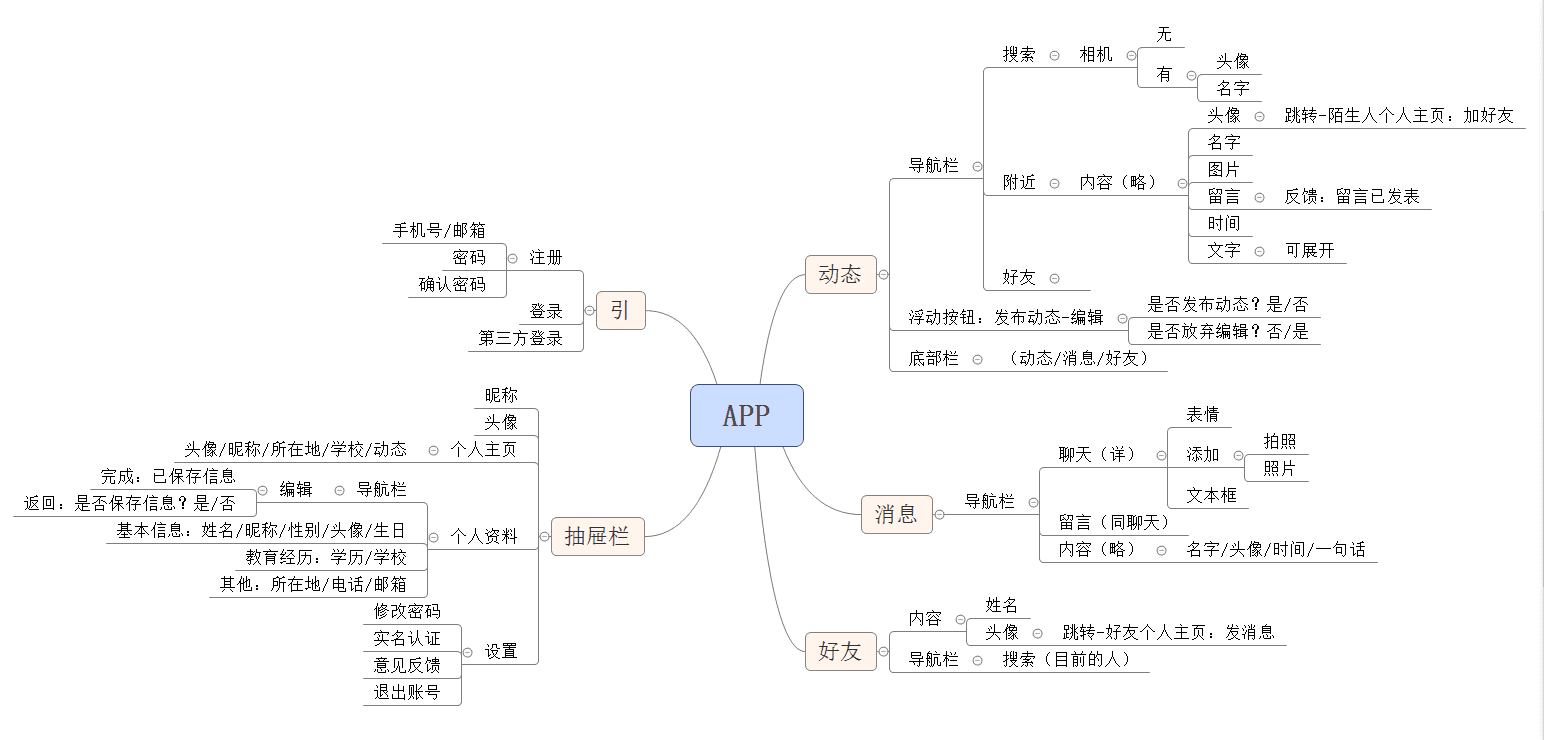 APP
动态
导航栏
搜索
相机
无
有
头像
名字
附近
内容（略）
头像
跳转-陌生人个人主页：加好友
名字
图片
留言
反馈：留言已发表
时间
文字
可展开
好友
浮动按钮：发布动态-编辑
是否发布动态？是/否
是否放弃编辑？否/是
底部栏
（动态/消息/好友）
消息
导航栏
聊天（详）
表情
添加
拍照
照片
文本框
留言（同聊天）
内容（略）
名字/头像/时间/一句话
好友
内容
姓名
头像
跳转-好友个人主页：发消息
导航栏
搜索（目前的人）
引
注册
手机号/邮箱
密码
确认密码
登录
第三方登录
抽屉栏
昵称
头像
个人主页
头像/昵称/所在地/学校/动态
个人资料
导航栏
编辑
完成：已保存信息
返回：是否保存信息？是/否
基本信息：姓名/昵称/性别/头像/生日
教育经历：学历/学校
其他：所在地/电话/邮箱
设置
修改密码
实名认证
意见反馈
退出账号